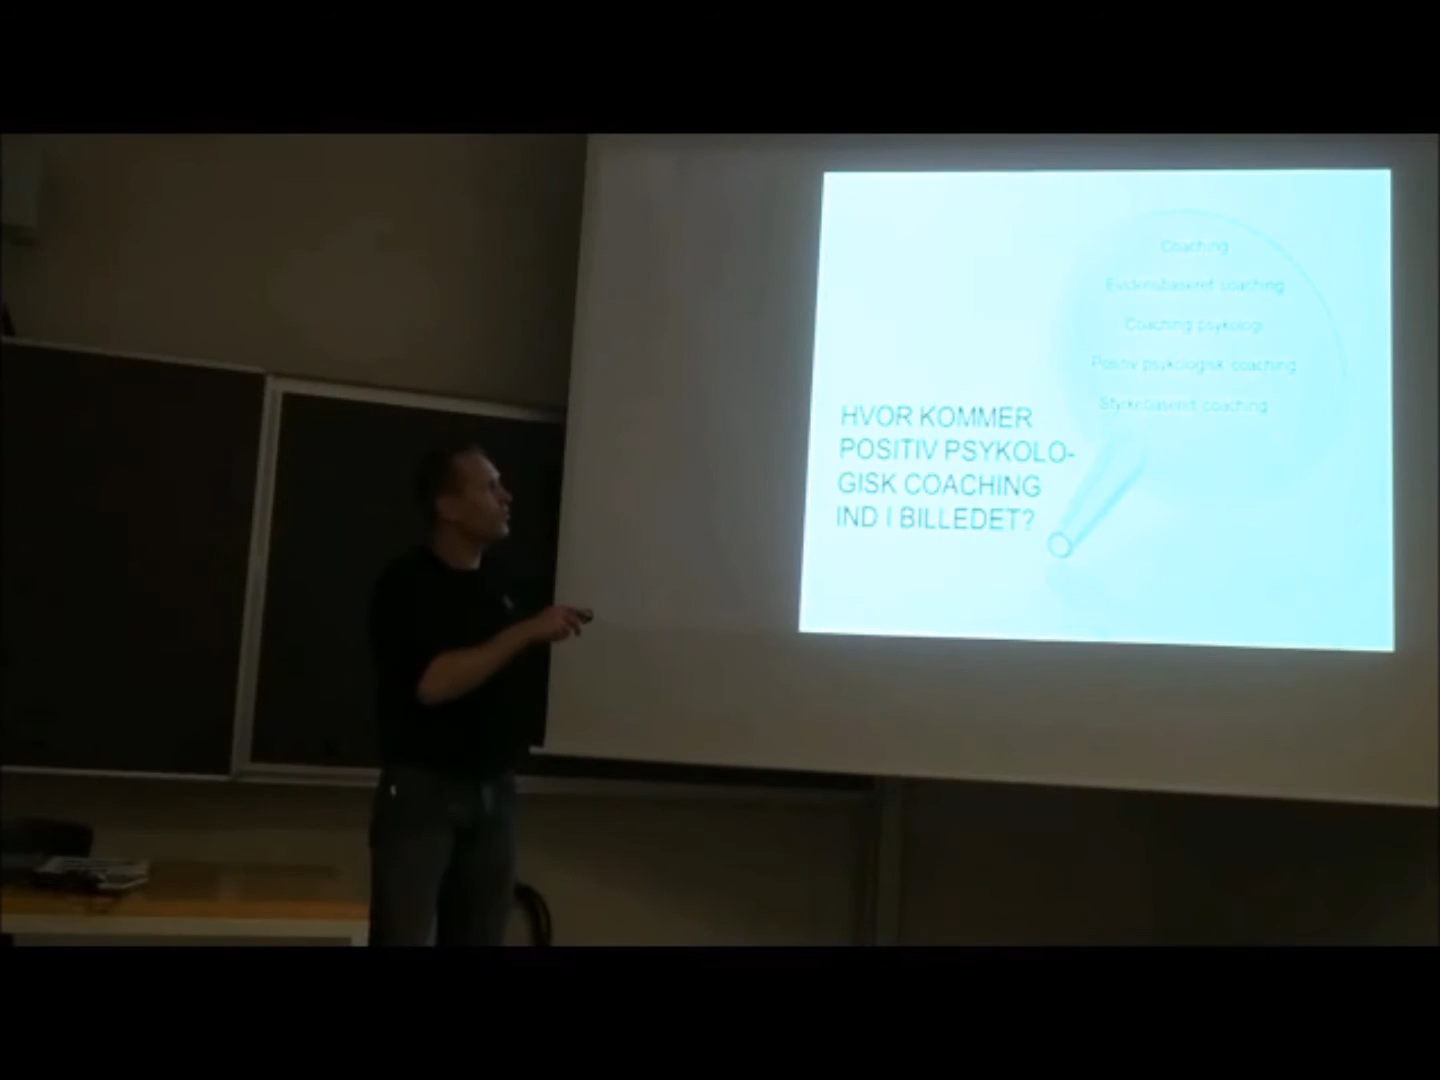 HVOR KOMMER
POSITIV PSYKOLO-
GISK COACHING
IND I BILLEDET?
Coaching
Evidensbaseret coaching
Coaching psykologi
Positiv psykologisk coaching
Styrkebaseret coaching